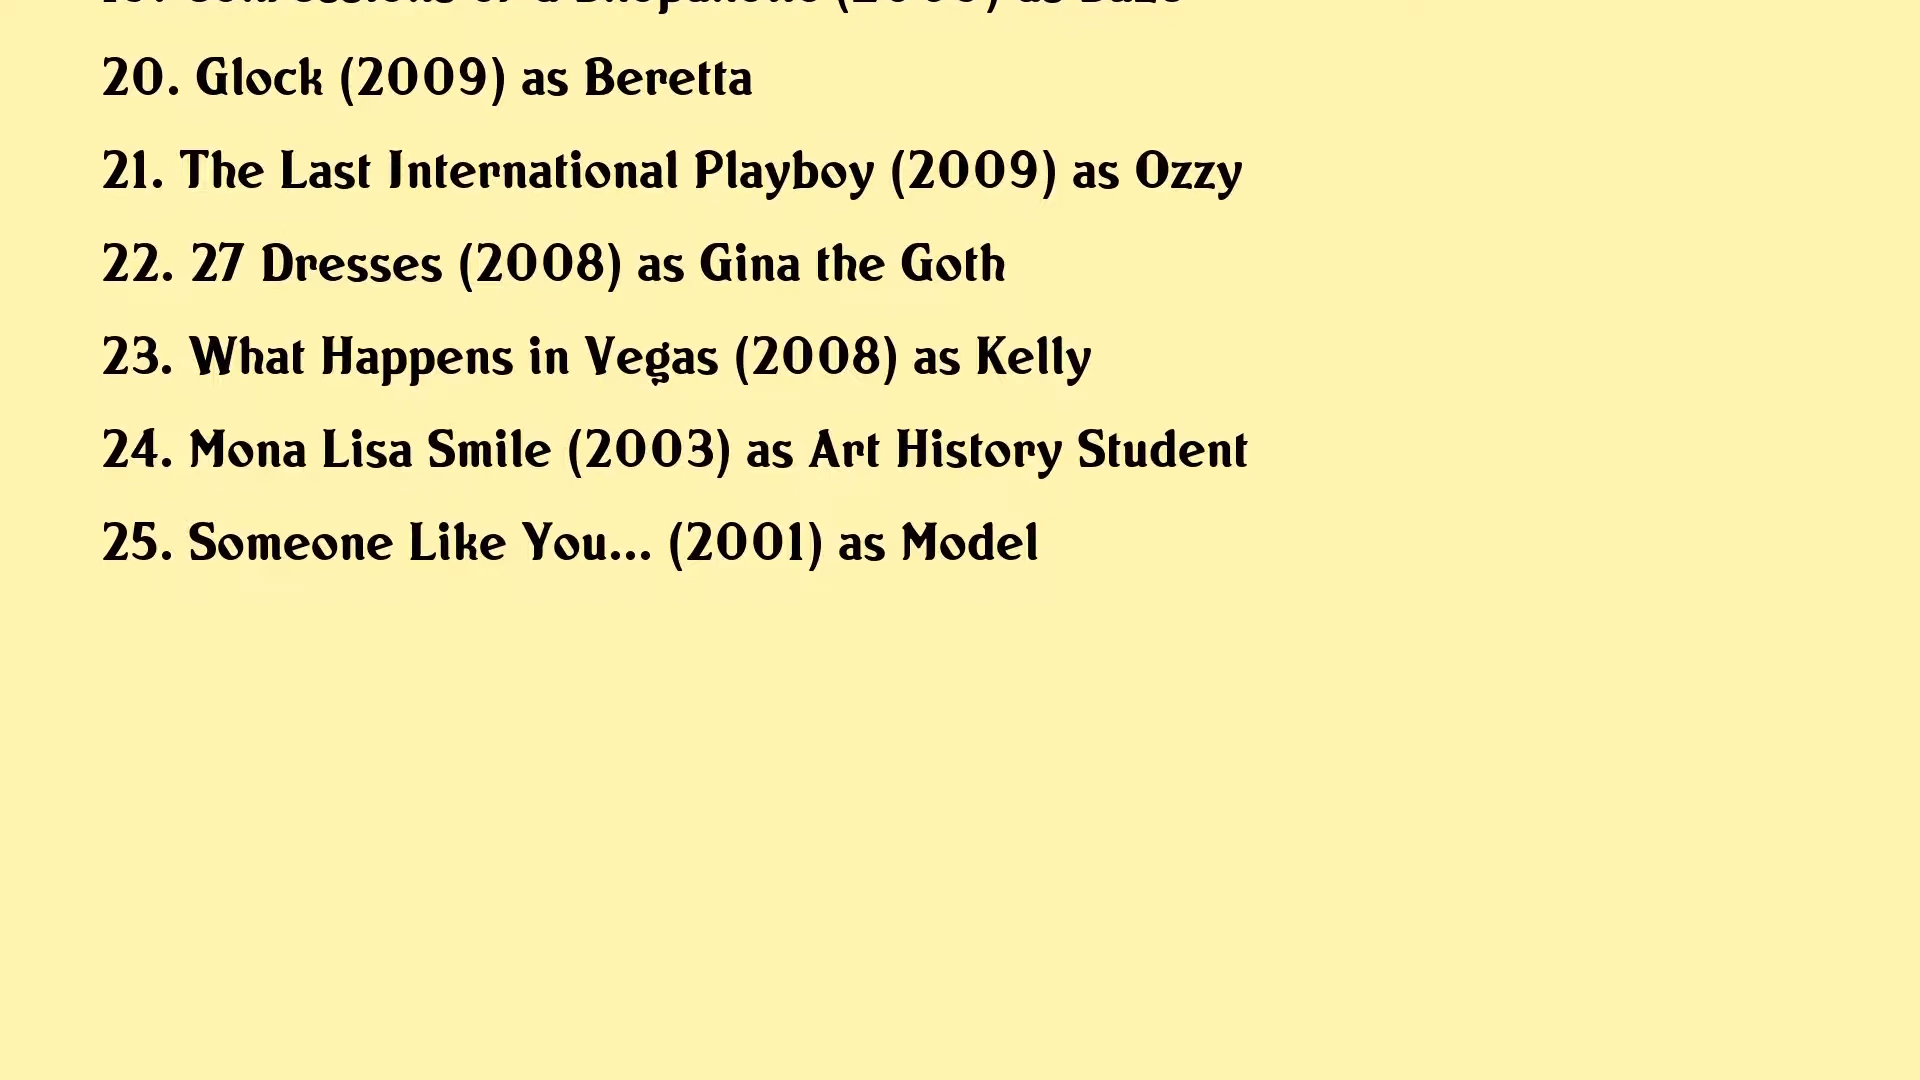 20. Glock (2009) as Beretta
21. The Last International Playboy (2009) as Ozzy
22. 27 Dresses (2008) as Gina the Goth
23. What Happens in Vegas (2008) as Kelly
24. Mona Lisa Smile (2003) as Art History Student
25. Someone Like You... (2001) as Model